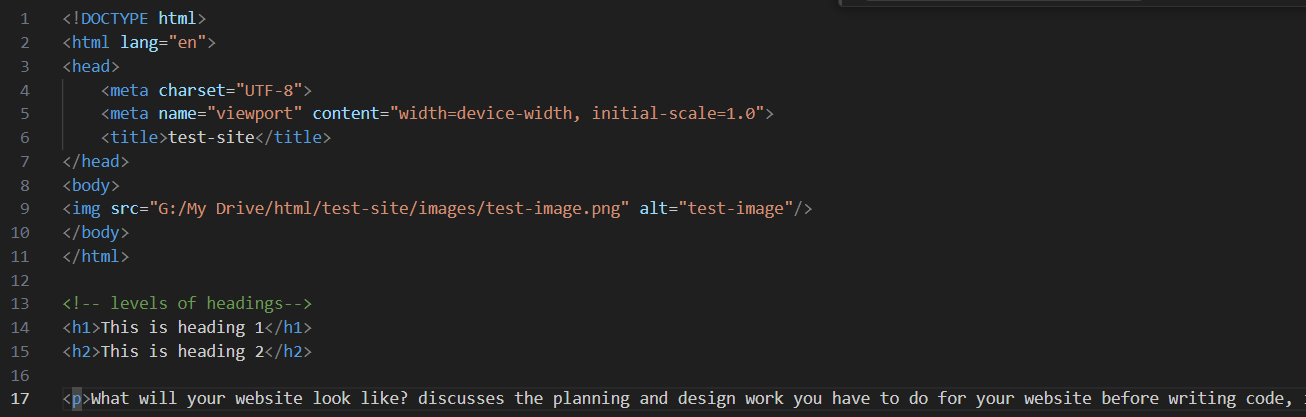 1 <!DOCTYPE html>
2 <html lang="en">
3 <head>
4     <meta charset="UTF-8">
5     <meta name="viewport" content="width=device-width, initial-scale=1.0">
6     <title>test-site</title>
7 </head>
8 <body>
9 <img src="G:/My Drive/html/test-site/images/test-image.png" alt="test-image"/>
10 </body>
11 </html>
12
13 <!-- levels of headings-->
14 <h1>This is heading 1</h1>
15 <h2>This is heading 2</h2>
16
17 <p>What will your website look like? discusses the planning and design work you have to do for your website before writing code,